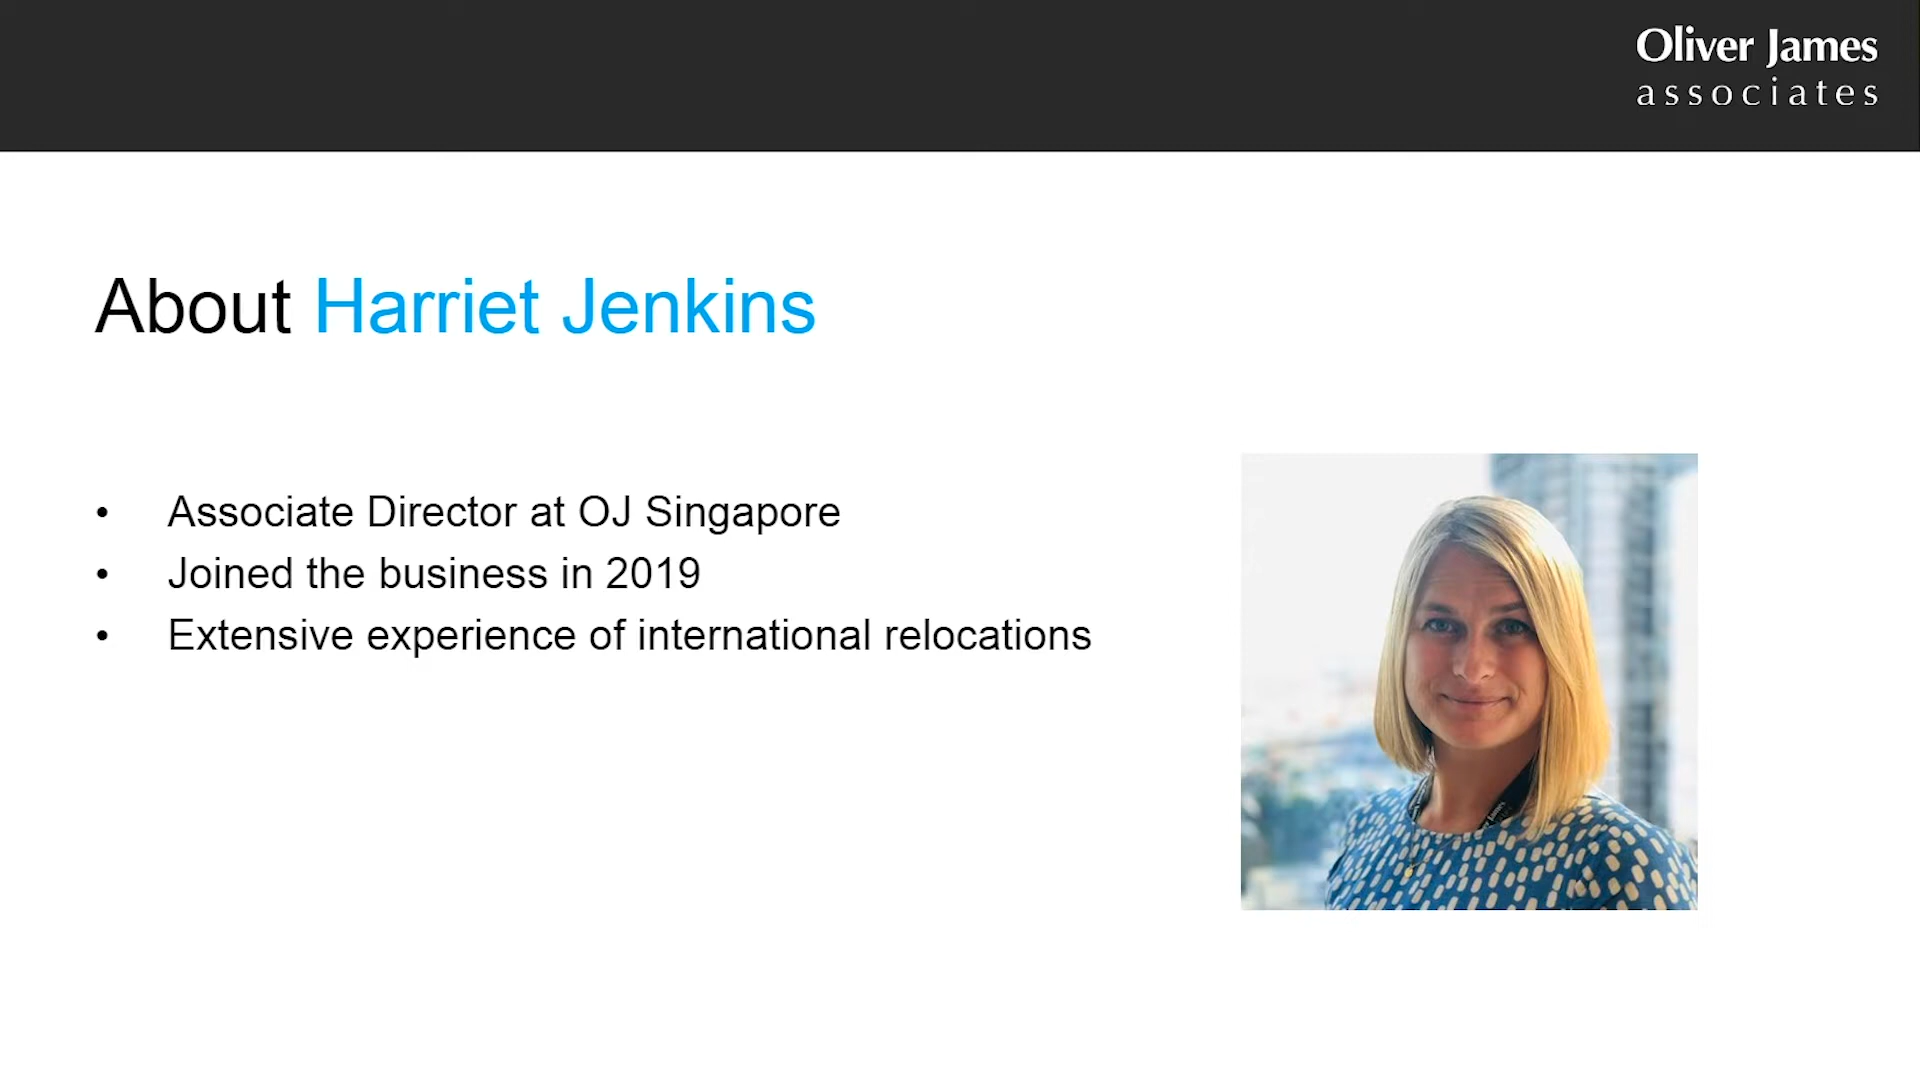 Oliver James
associates
About Harriet Jenkins
• Associate Director at OJ Singapore
• Joined the business in 2019
• Extensive experience of international relocations